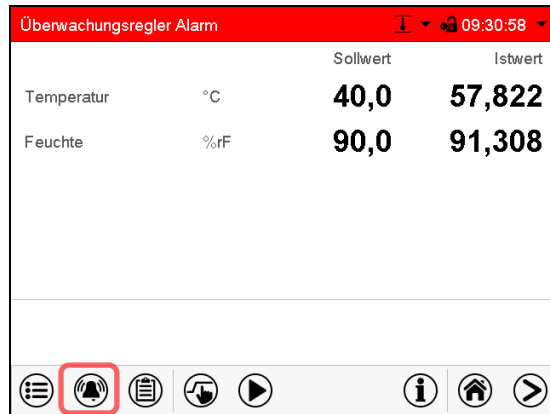 Überwachungsregler Alarm 09:30:58
Sollwert Istwert
Temperatur °C 40,0 57,822
Feuchte %rF 90,0 91,308